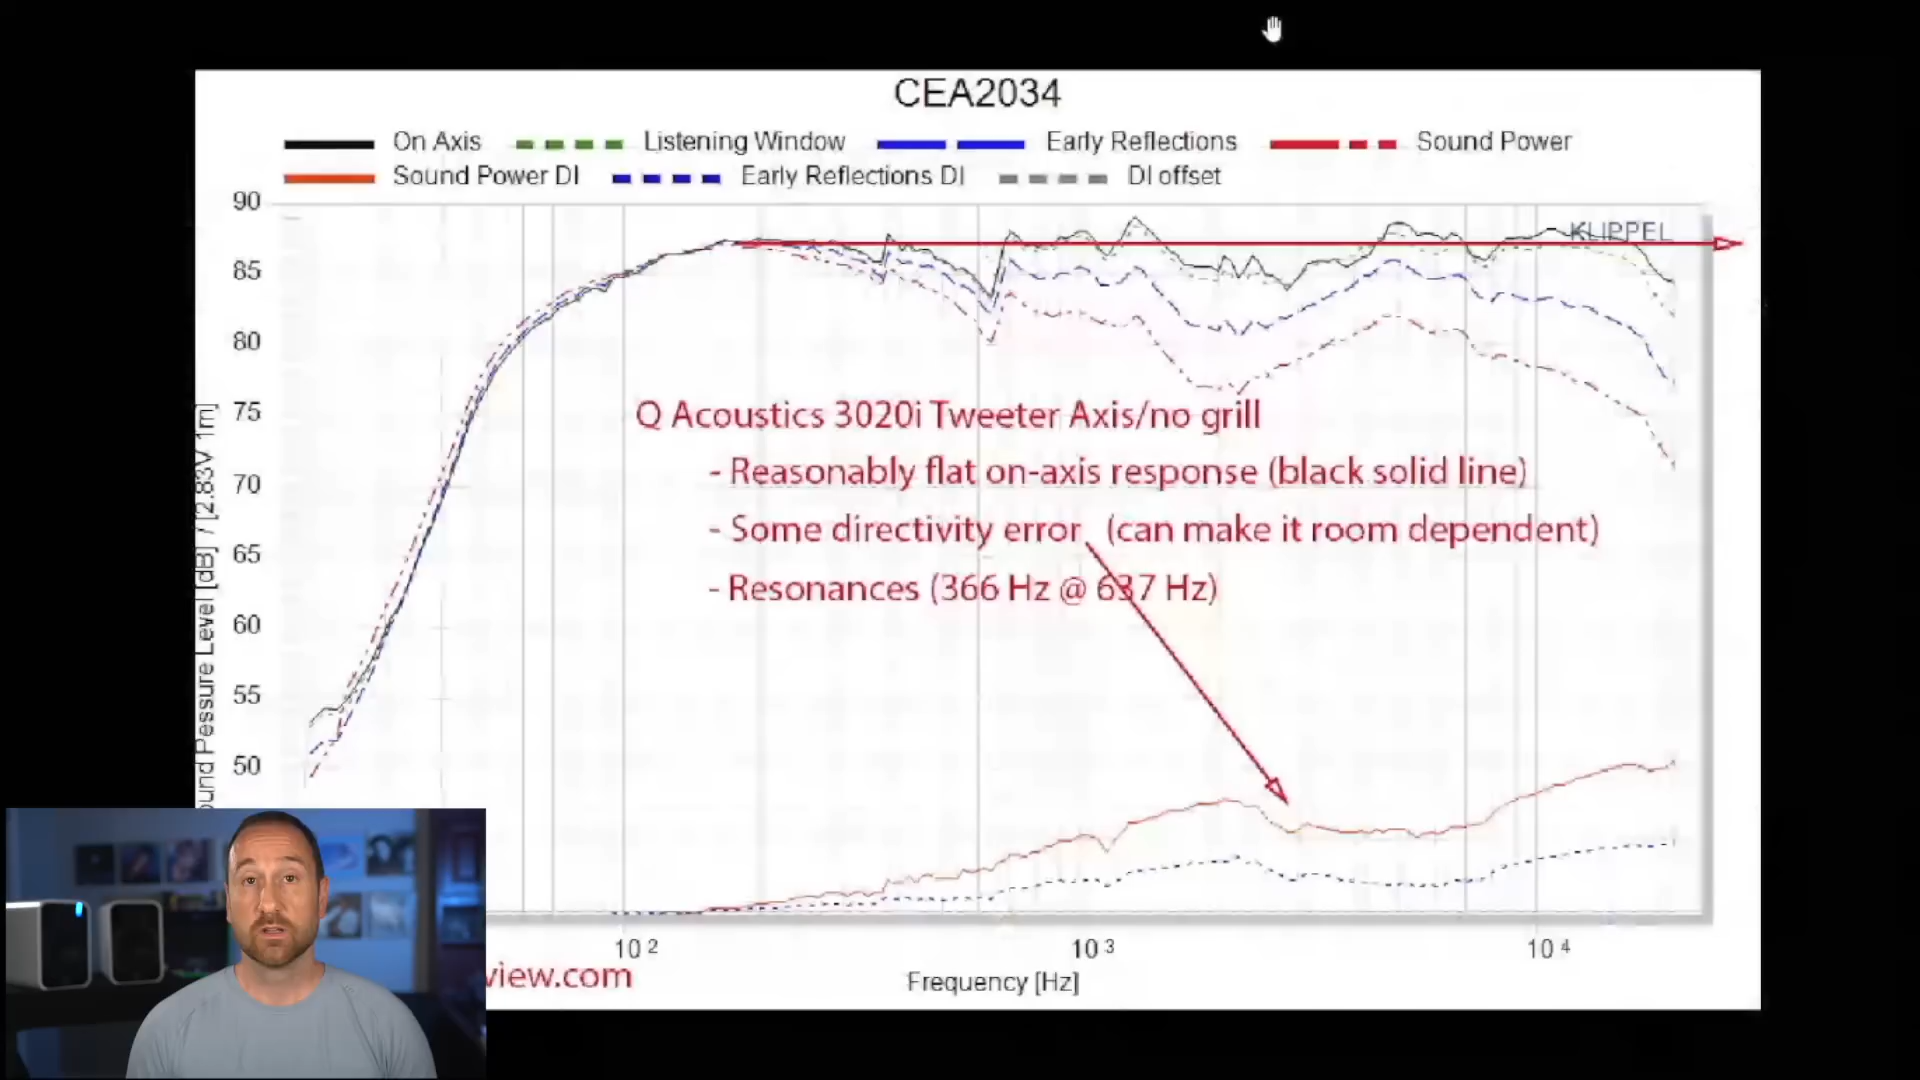 CEA2034
On Axis Listening Window Early Reflections Sound Power
Sound Power DI Early Reflections DI DI offset
90
KLIPPEL
85
80
75
70
65
60
55
50
ound Pessure Level [dB] / [2.83V 1m]
Q Acoustics 3020i Tweeter Axis/no grill
- Reasonably flat on-axis response (black solid line)
- Some directivity error (can make it room dependent)
- Resonances (366 Hz @ 637 Hz)
10 2 10 3 10 4
view.com
Frequency [Hz]